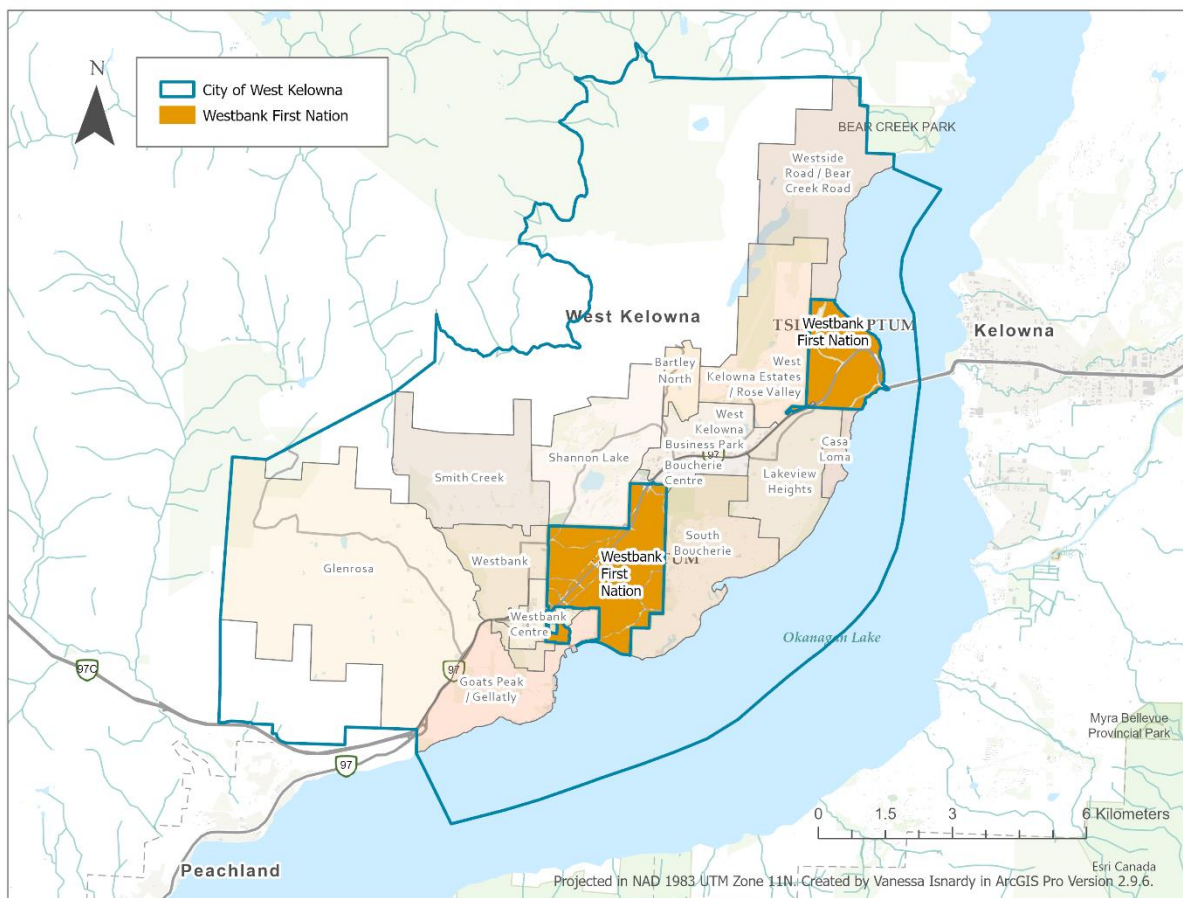 N
City of West Kelowna
Westbank First Nation
BEAR CREEK PARK
Westside
Road / Bear
Creek Road
West Kelowna
Westbank
First Nation
Kelowna
Bartley
North
West
Kelowna Estates
/ Rose Valley
West
Kelowna
Business Park
97
Casa
Loma
Shannon Lake
Boucherie
Centre
Lakeview
Heights
Smith Creek
South
Boucherie
Westbank
First
Nation
Glenrosa
Westbank
Westbank
Centre
Okanagan Lake
97C
97
Goats Peak
/ Gellatly
Myra Bellevue
Provincial Park
97
0 1.5 3 6 Kilometers
Peachland
Esri Canada
Projected in NAD 1983 UTM Zone 11N. Created by Vanessa Isnardy in ArcGIS Pro Version 2.9.6.